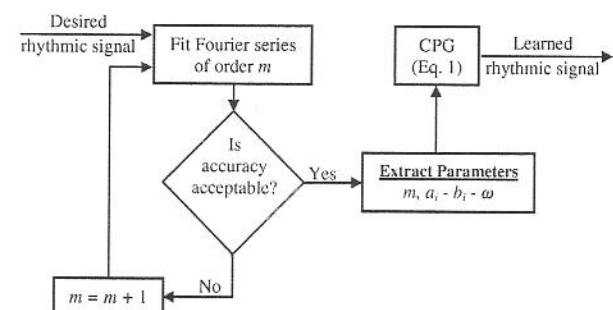 Desired
rhythmic signal
Fit Fourier series
of order m
Is
accuracy
acceptable?
Yes
No
m = m + 1
Extract Parameters
m, aᵢ - bᵢ - ω
CPG
(Eq. 1)
Learned
rhythmic signal